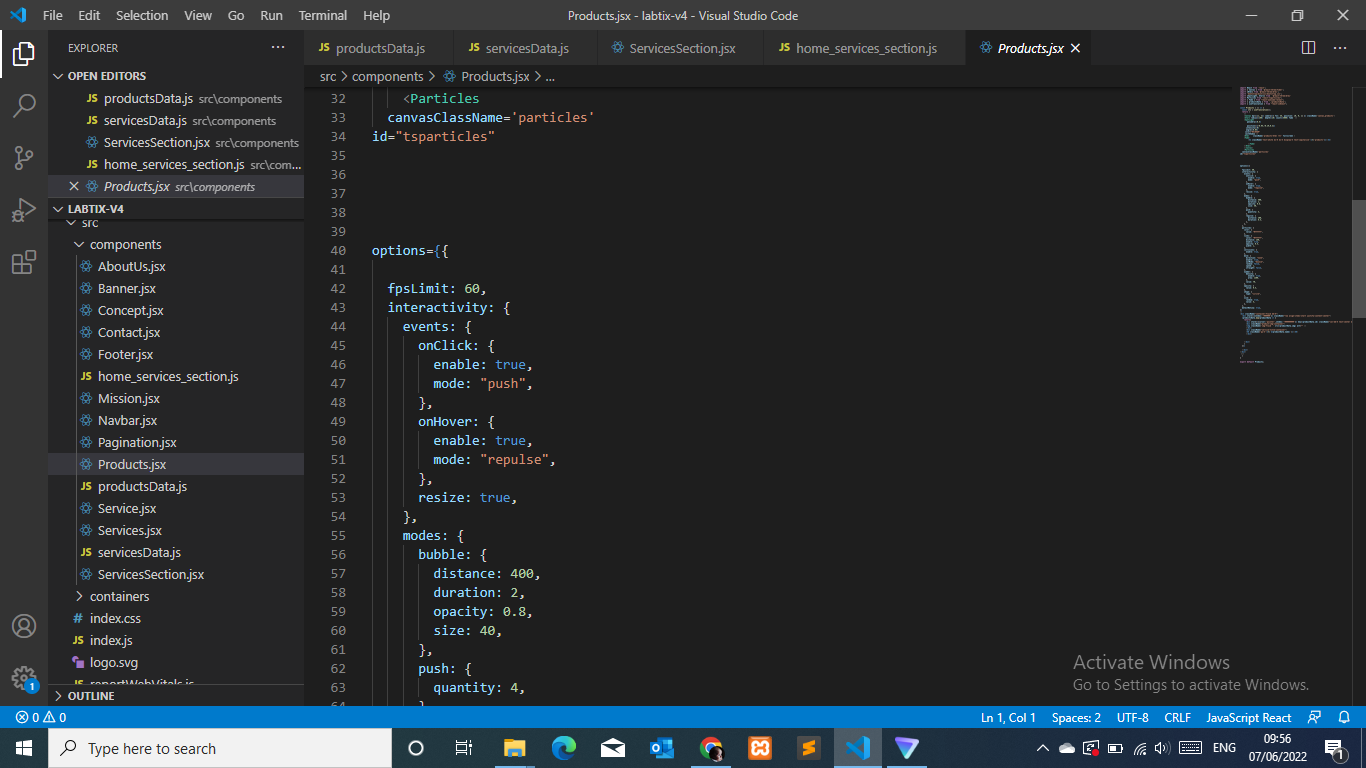 File Edit Selection View Go Run Terminal Help Products.jsx - labtix-v4 - Visual Studio Code
EXPLORER
OPEN EDITORS
JS productsData.js src\components
JS servicesData.js src\components
ServicesSection.jsx src\components
JS home_services_section.js src\com...
Products.jsx src\components
LABTIX-V4
src
components
AboutUs.jsx
Banner.jsx
Concept.jsx
Contact.jsx
Footer.jsx
JS home_services_section.js
Mission.jsx
Navbar.jsx
Pagination.jsx
Products.jsx
JS productsData.js
Service.jsx
Services.jsx
JS servicesData.js
ServicesSection.jsx
containers
# index.css
JS index.js
logo.svg
JS reportWebVitals.js
OUTLINE
JS productsData.js JS servicesData.js ServicesSection.jsx JS home_services_section.js Products.jsx
src > components > Products.jsx > ...
32 <Particles
33 canvasClassName='particles'
34 id="tsparticles"
35
36
37
38
39
40 options={{
41
42 fpsLimit: 60,
43 interactivity: {
44 events: {
45 onClick: {
46 enable: true,
47 mode: "push",
48 },
49 onHover: {
50 enable: true,
51 mode: "repulse",
52 },
53 resize: true,
54 },
55 modes: {
56 bubble: {
57 distance: 400,
58 duration: 2,
59 opacity: 0.8,
60 size: 40,
61 },
62 push: {
63 quantity: 4,
64 }
Activate Windows
Go to Settings to activate Windows.
1
0 0 Ln 1, Col 1 Spaces: 2 UTF-8 CRLF JavaScript React
Type here to search
ENG
09:56
07/06/2022
1